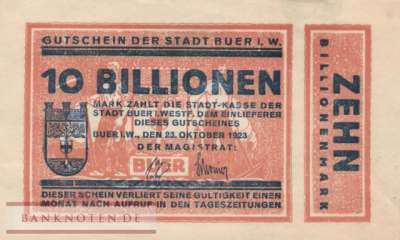 GUTSCHEIN DER STADT BUER I. W.
10 BILLIONEN
MARK ZAHLT DIE STADT-KASSE DER
STADT BUER I. WESTF. DEM EINLIEFERER
DIESES GUTSCHEINES
BUER I.W., DEN 23. OKTOBER 1923
DER MAGISTRAT:
BUER
DIESER SCHEIN VERLIERT SEINE GÜLTIGKEIT EINEN
MONAT NACH AUFRUF IN DEN TAGESZEITUNGEN.
ZEHN
BILLIONENMARK
BANKNOTEN.DE